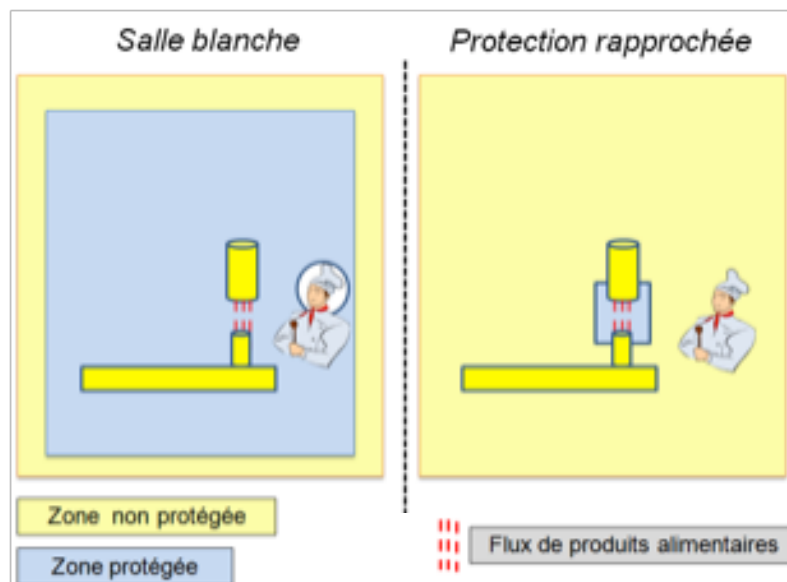 Salle blanche
Protection rapprochée
Zone non protégée
Flux de produits alimentaires
Zone protégée